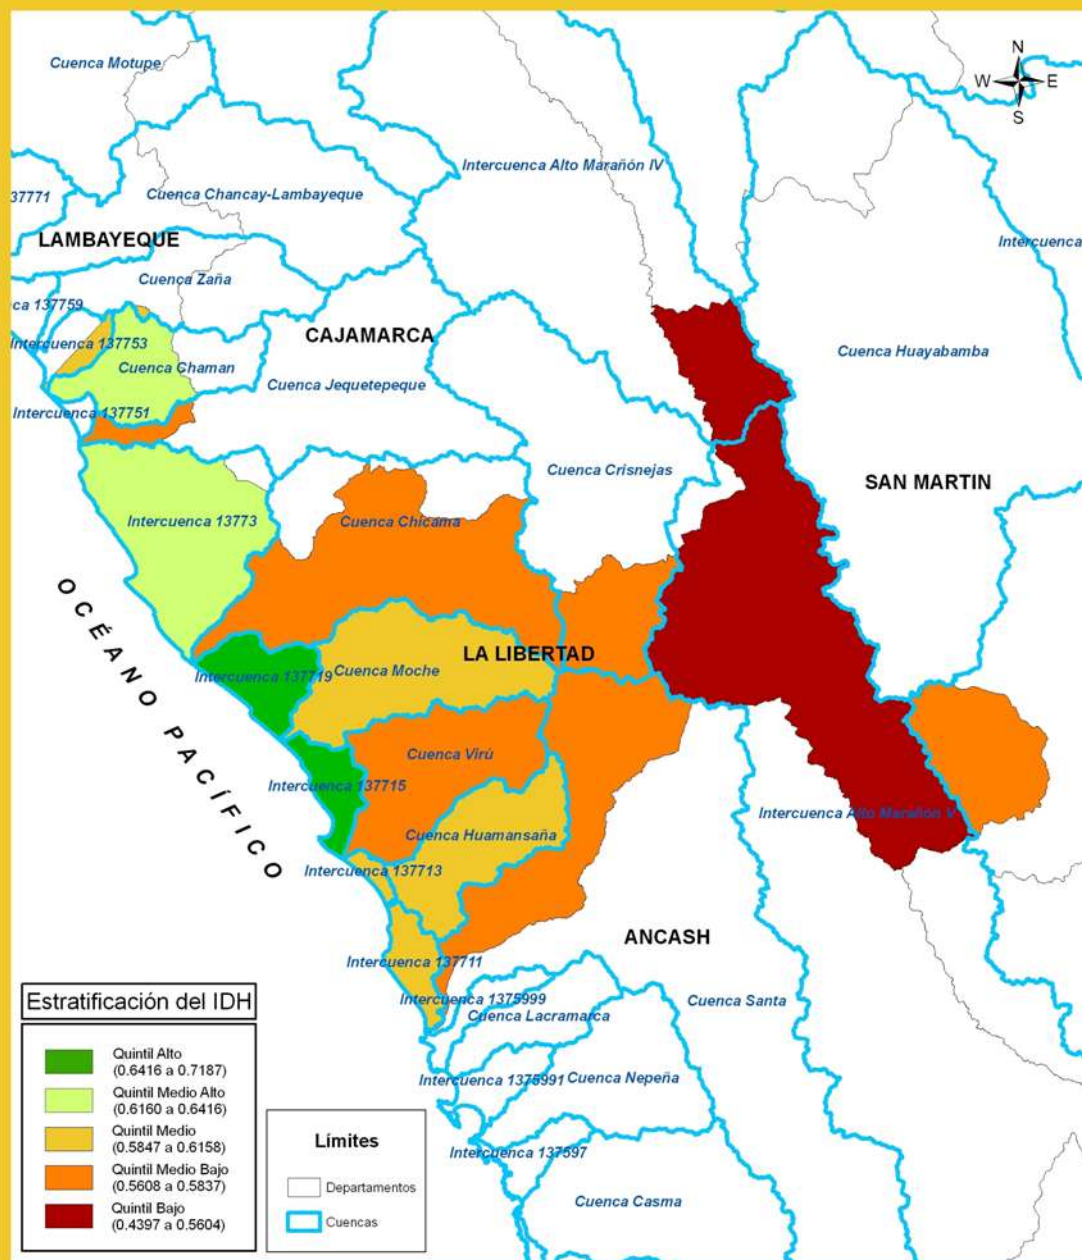 N
W E
S
Cuenca Motupe
Intercuenca Alto Marañón IV
37771
Cuenca Chancay-Lambayeque
LAMBAYEQUE
Intercuenca
Cuenca Zaña
ca 137759
CAJAMARCA
Intercuenca 137753
Cuenca Huayabamba
Cuenca Chaman
Cuenca Jequetepeque
Intercuenca 137751
Cuenca Crisnejas
SAN MARTIN
Intercuenca 13773
Cuenca Chicama
OCÉANO PACÍFICO
LA LIBERTAD
Cuenca Moche
Intercuenca 137719
Cuenca Virú
Intercuenca 137715
Intercuenca Alto Marañón V
Cuenca Huamansaña
Intercuenca 137713
ANCASH
Intercuenca 137711
Intercuenca 1375999
Cuenca Santa
Cuenca Lacramarca
Intercuenca 1375991
Cuenca Nepeña
Intercuenca 137597
Cuenca Casma
Estratificación del IDH
Quintil Alto
(0.6416 a 0.7187)
Quintil Medio Alto
(0.6160 a 0.6416)
Quintil Medio
(0.5847 a 0.6158)
Quintil Medio Bajo
(0.5608 a 0.5837)
Quintil Bajo
(0.4397 a 0.5604)
Límites
Departamentos
Cuencas